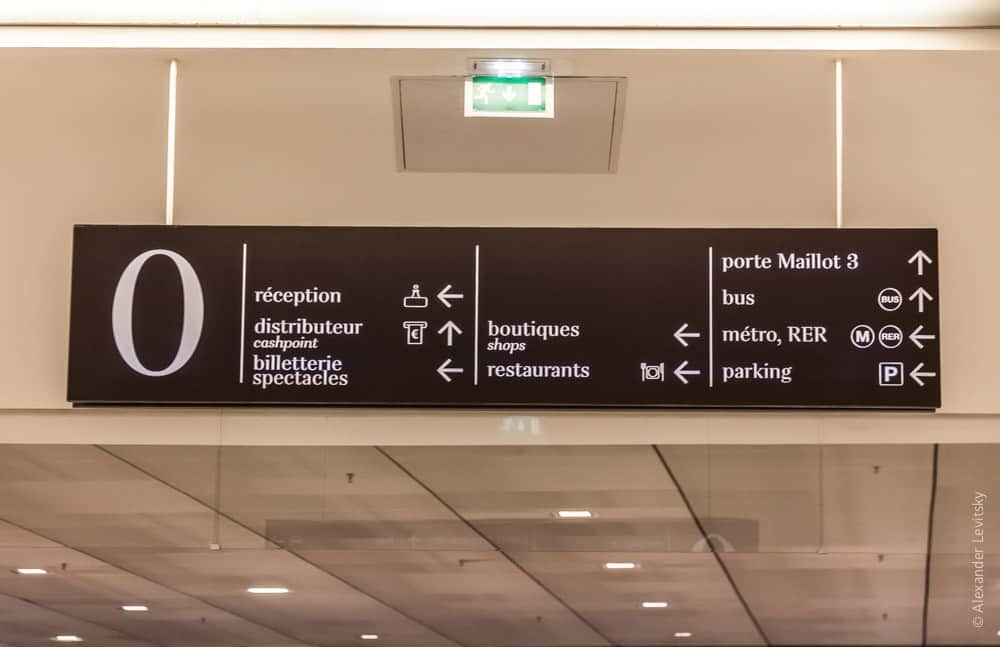 0
réception
distributeur
cashpoint
billetterie
spectacles
boutiques
shops
restaurants
porte Maillot 3
bus BUS
métro, RER M RER
parking P
© Alexander Levitsky